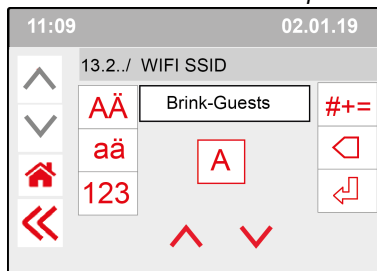 11:09 02.01.19
13.2../ WIFI SSID
AÄ Brink-Guests #+=
aä A
123